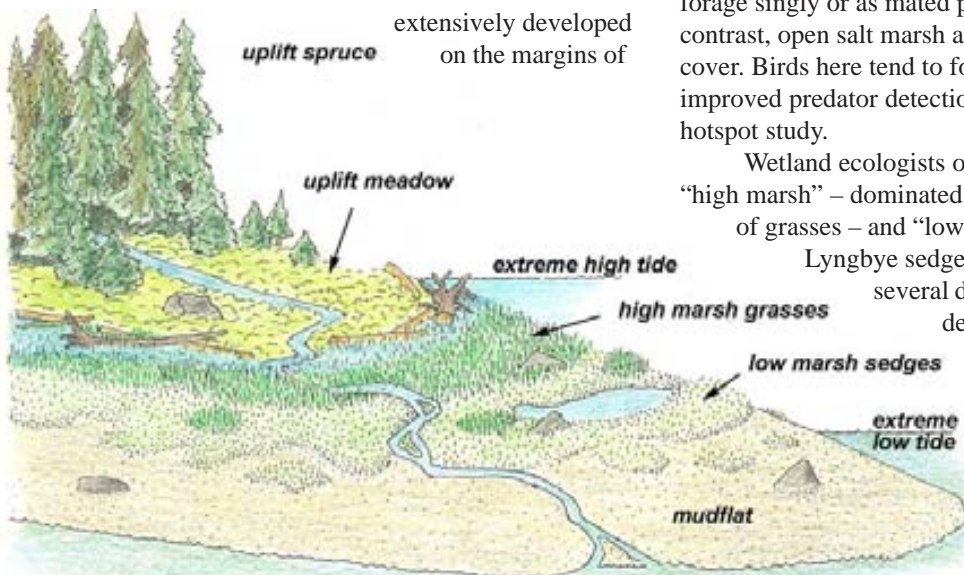 extensively developed
on the margins of
forage singly or as mated p
contrast, open salt marsh a
cover. Birds here tend to fo
improved predator detectio
hotspot study.
Wetland ecologists o
“high marsh” – dominated
of grasses – and “low
Lyngbye sedge
several d
de
uplift spruce
uplift meadow
extreme high tide
high marsh grasses
low marsh sedges
extreme
low tide
mudflat